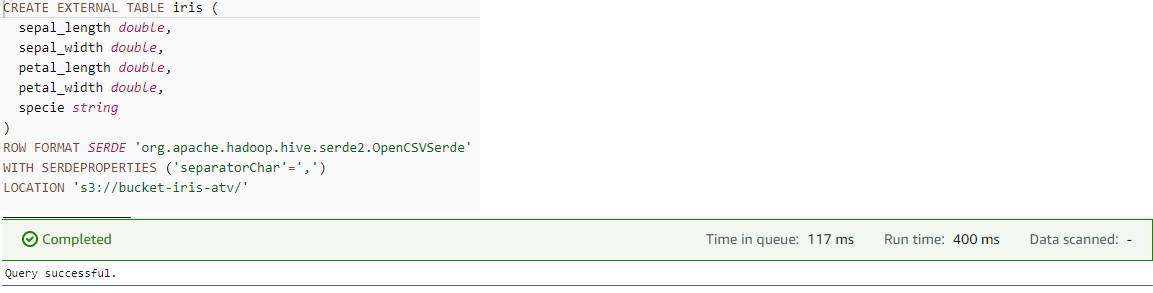 CREATE EXTERNAL TABLE iris (
sepal_length double,
sepal_width double,
petal_length double,
petal_width double,
specie string
)
ROW FORMAT SERDE 'org.apache.hadoop.hive.serde2.OpenCSVSerde'
WITH SERDEPROPERTIES ('separatorChar'=',')
LOCATION 's3://bucket-iris-atv/'
Completed Time in queue: 117 ms Run time: 400 ms Data scanned: -
Query successful.